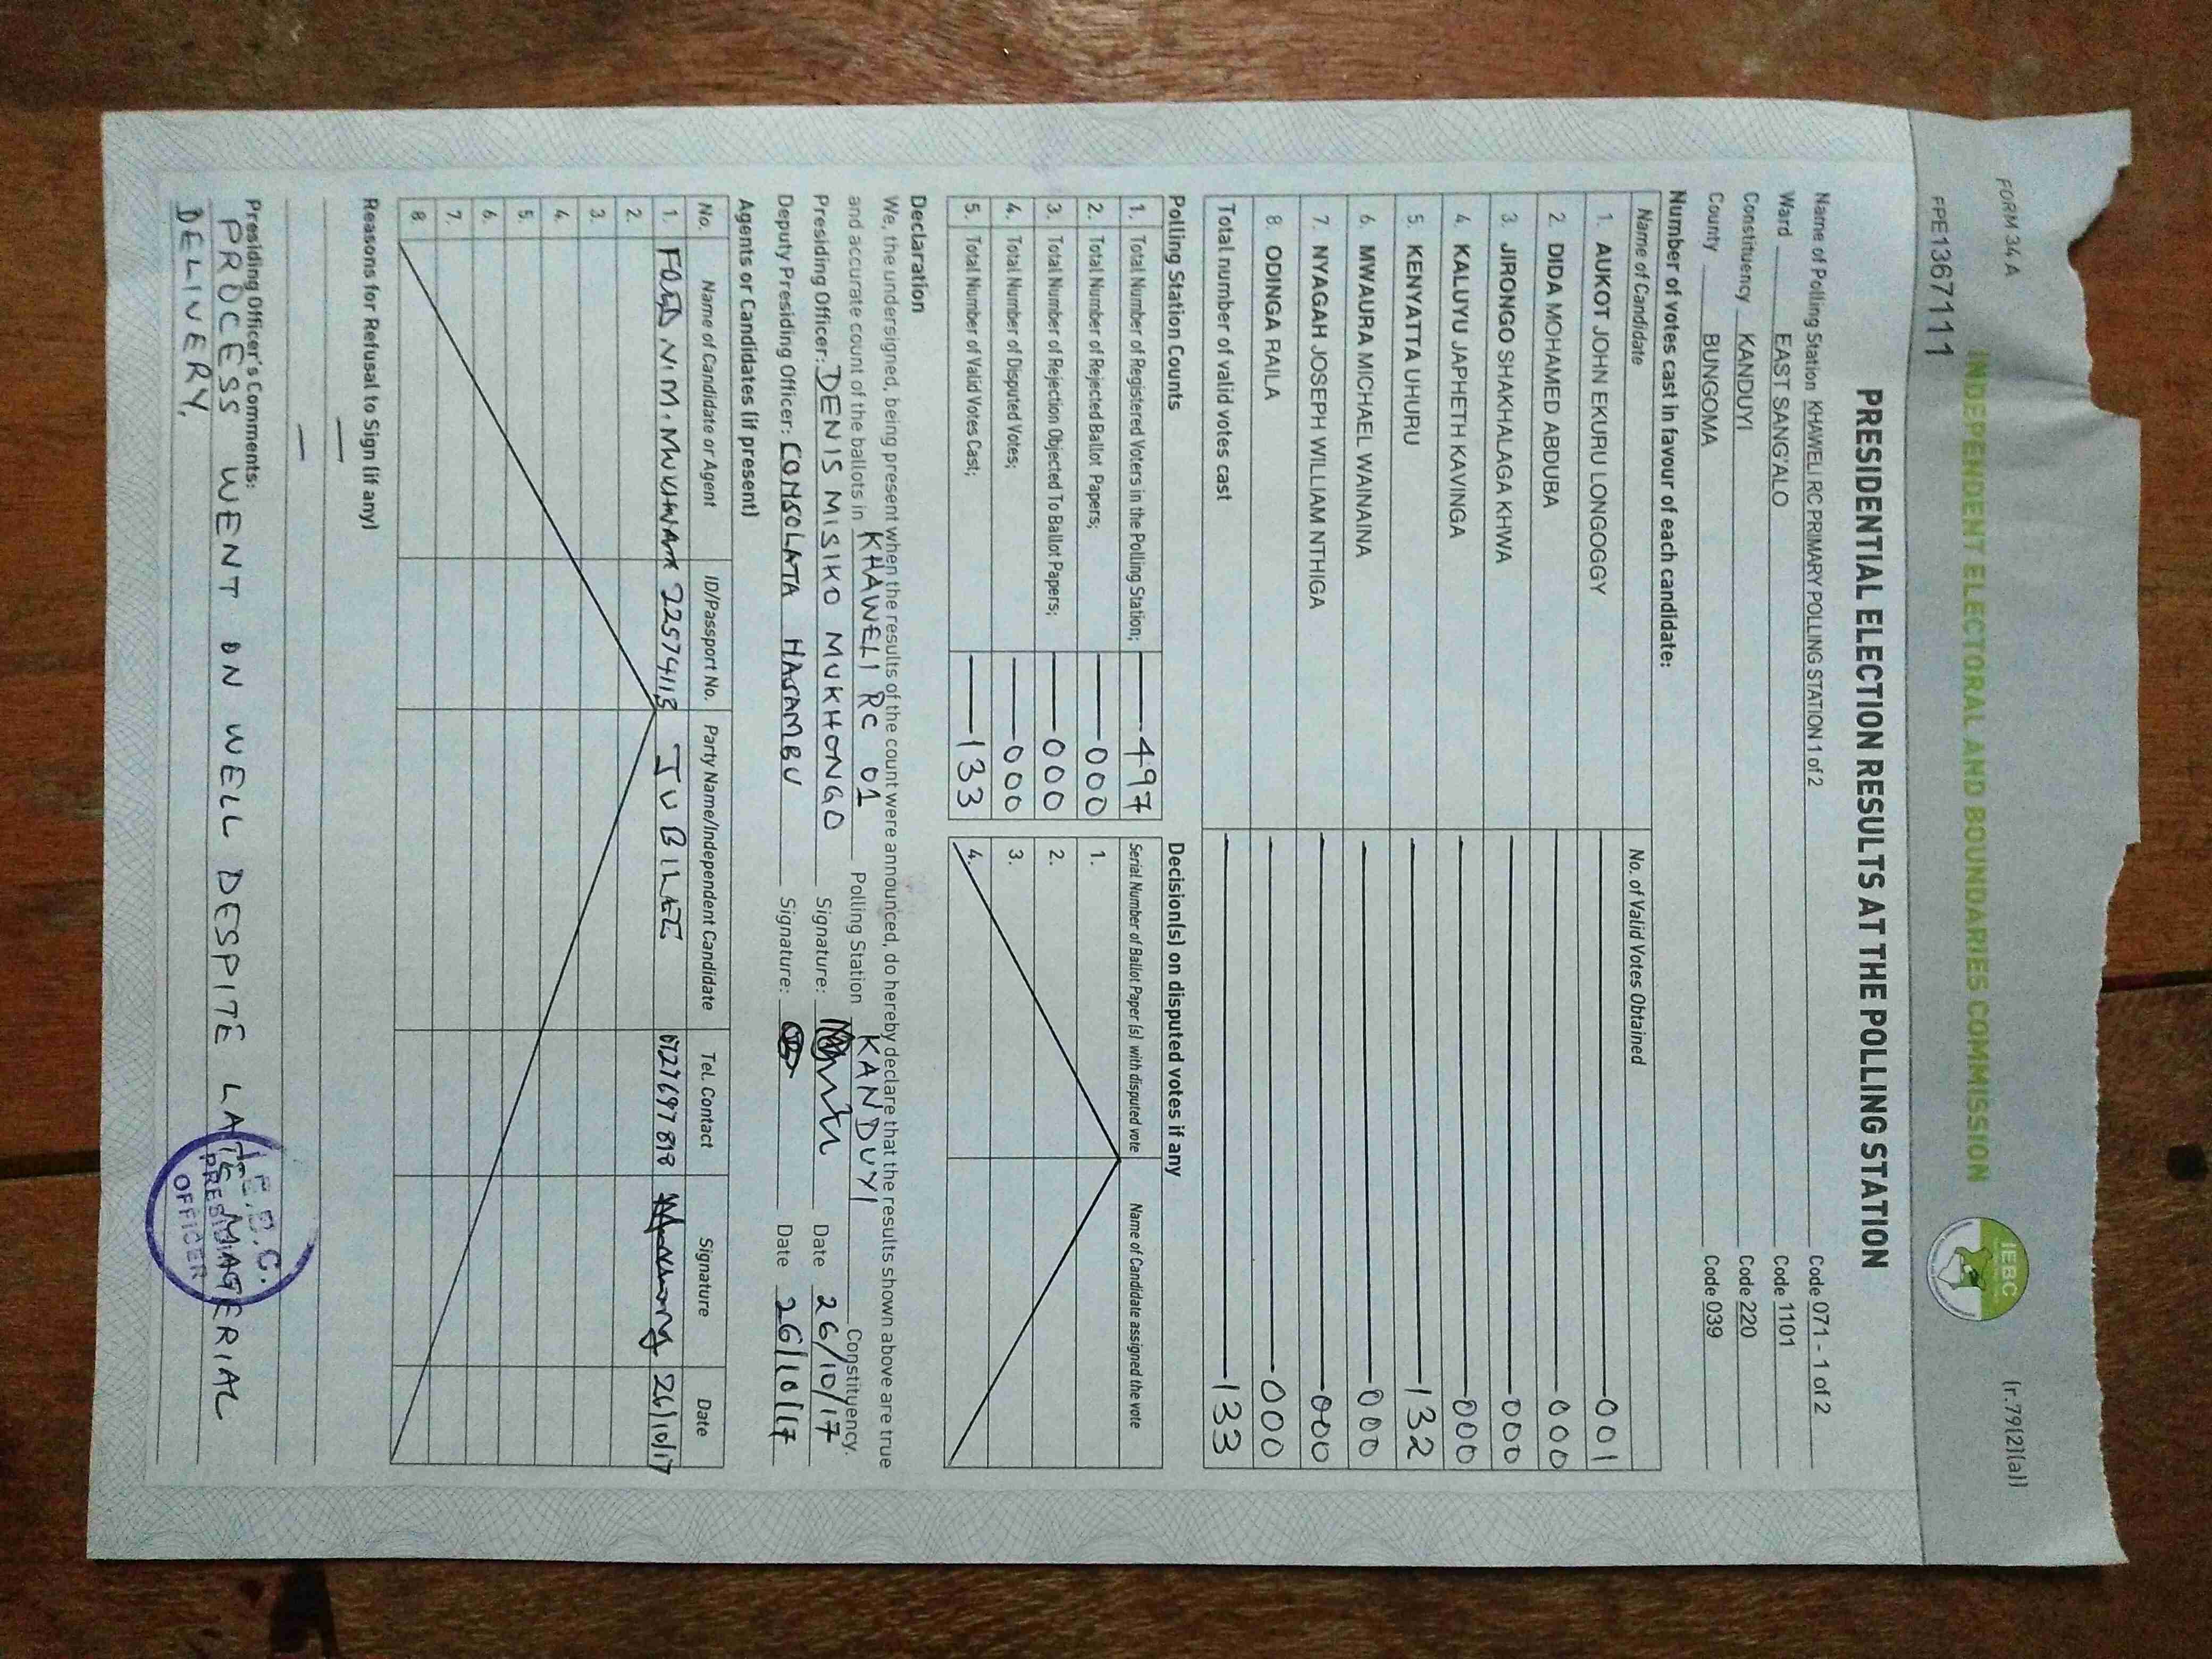 FORM 34 A
(r.79(2)(a))
INDEPENDENT ELECTORAL AND BOUNDARIES COMMISSION
IEBC
FPE1367111
PRESIDENTIAL ELECTION RESULTS AT THE POLLING STATION
Name of Polling Station KHAWELI RC PRIMARY POLLING STATION 1 of 2 Code 071 - 1 of 2
Ward EAST SANG'ALO Code 1101
Constituency KANDUYI Code 220
County BUNGOMA Code 039
Number of votes cast in favour of each candidate:
Name of Candidate No. of Valid Votes Obtained
1. AUKOT JOHN EKURU LONGOGGY 001
2. DIDA MOHAMED ABDUBA 000
3. JIRONGO SHAKHALAGA KHWA 000
4. KALUYU JAPHETH KAVINGA 000
5. KENYATTA UHURU 132
6. MWAURA MICHAEL WAINAINA 000
7. NYAGAH JOSEPH WILLIAM NTHIGA 000
8. ODINGA RAILA 000
Total number of valid votes cast 133
Polling Station Counts
1. Total Number of Registered Voters in the Polling Station; 497
2. Total Number of Rejected Ballot Papers; 000
3. Total Number of Rejection Objected To Ballot Papers; 000
4. Total Number of Disputed Votes; 000
5. Total Number of Valid Votes Cast; 133
Decision(s) on disputed votes if any
Serial Number of Ballot Paper (s) with disputed vote Name of Candidate assigned the vote
1.
2.
3.
4.
Declaration
We, the undersigned, being present when the results of the count were announced, do hereby declare that the results shown above are true
and accurate count of the ballots in KHAWELI RC 01 Polling Station KANDUYI Constituency.
Presiding Officer: DENIS MISIKO MUKHONGO Signature: Date 26/10/17
Deputy Presiding Officer: CONSOLATA HASAMBU Signature: Date 26/10/17
Agents or Candidates (if present)
No. Name of Candidate or Agent ID/Passport No. Party Name/Independent Candidate Tel. Contact Signature Date
1. JUBILEE 26/10/17
2.
3.
4.
5.
6.
7.
8.
Reasons for Refusal to Sign (if any)
Presiding Officer's Comments:
PROCESS WENT ON WELL DESPITE LATE MATERIAL
DELIVERY.
I.E.B.C.
PRESIDING
OFFICER